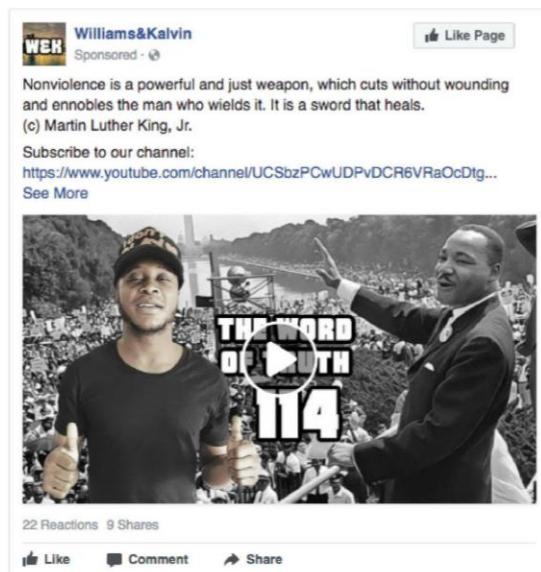 WEK
Williams&Kalvin
Sponsored ·
Like Page
Nonviolence is a powerful and just weapon, which cuts without wounding
and ennobles the man who wields it. It is a sword that heals.
(c) Martin Luther King, Jr.
Subscribe to our channel:
https://www.youtube.com/channel/UCSbzPCwUDPvDCR6VRaOcDtg...
See More
THE WORD
OF TRUTH
114
22 Reactions 9 Shares
Like Comment Share